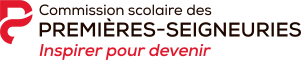 Commission scolaire des
PREMIÈRES-SEIGNEURIES
Inspirer pour devenir